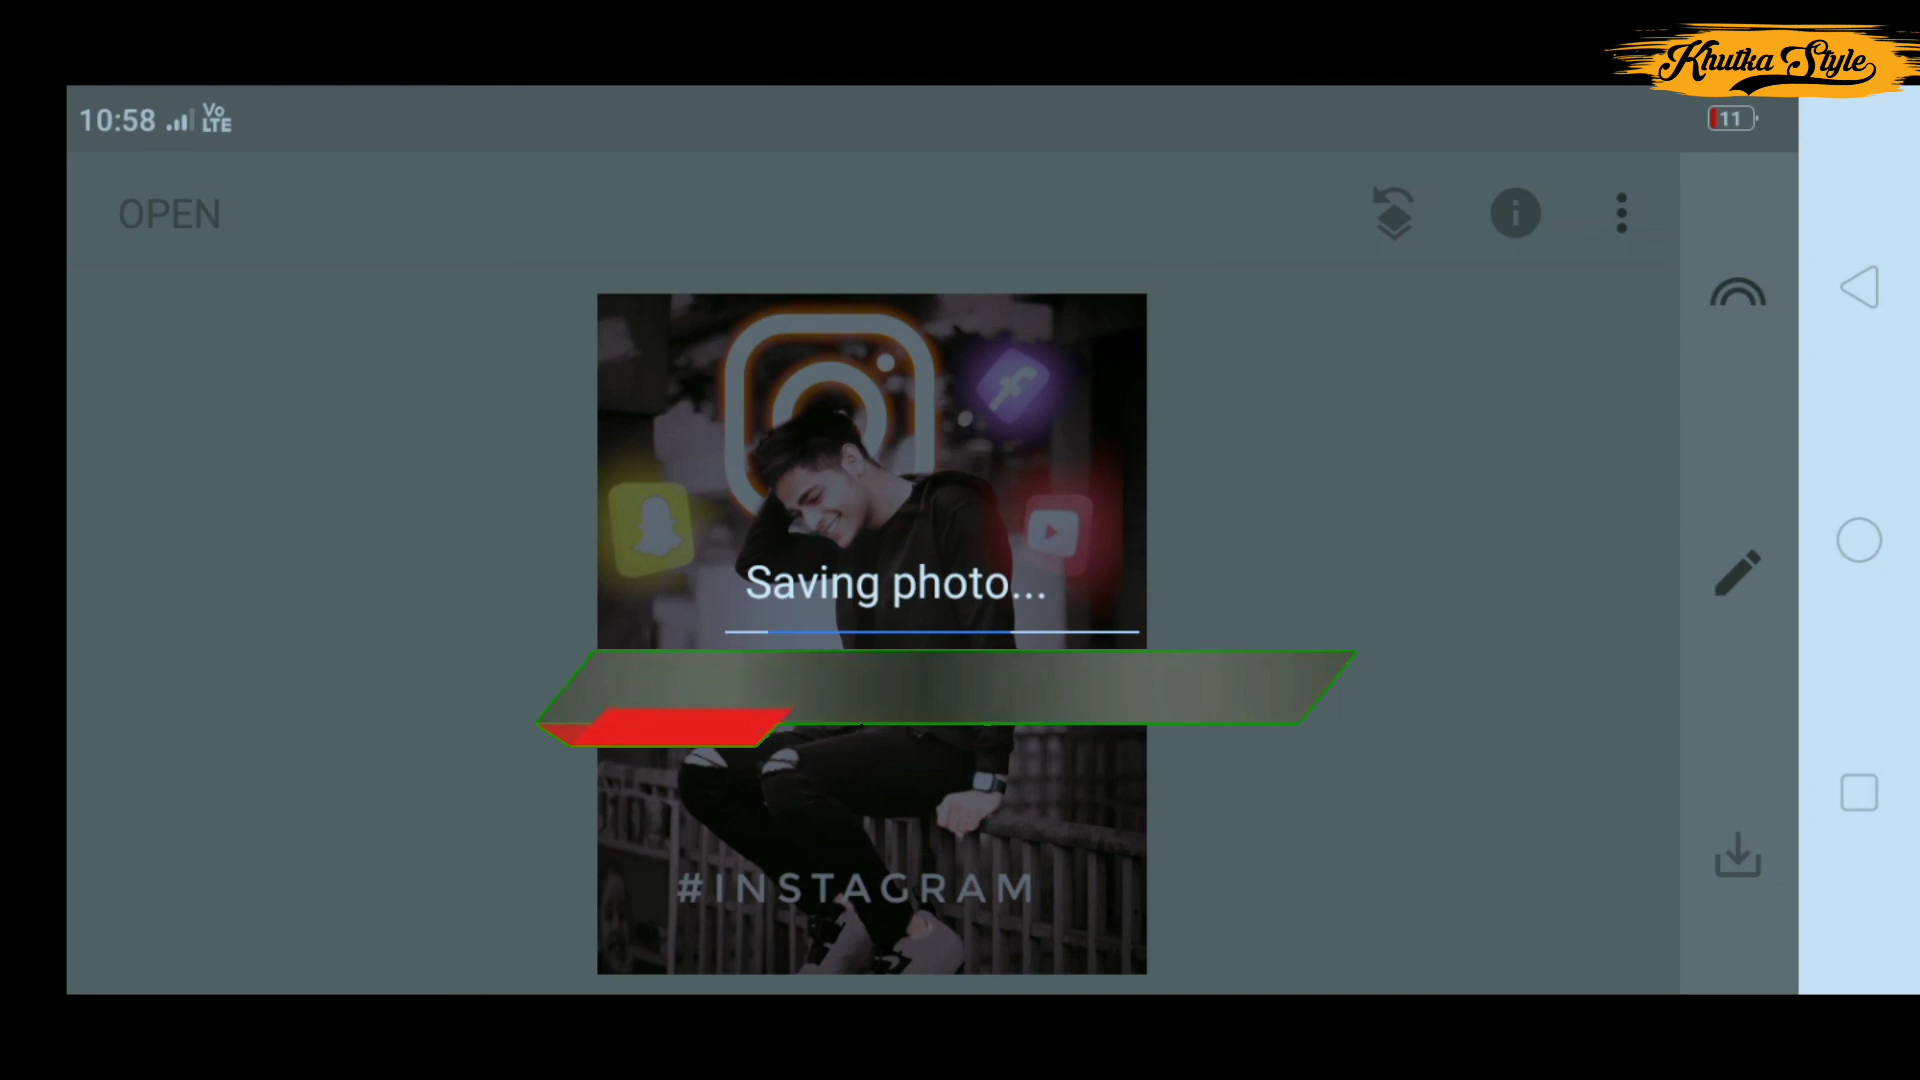 Khutka Style
10:58 Vo LTE
11
OPEN
Saving photo...
#INSTAGRAM